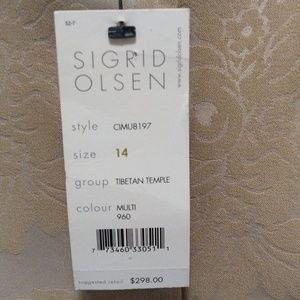 52-7
SIGRID
OLSEN
www.sigridolsen.com
style CIMU8197
size 14
group TIBETAN TEMPLE
colour MULTI
960
7 73460 33051 1
suggested retail $298.00